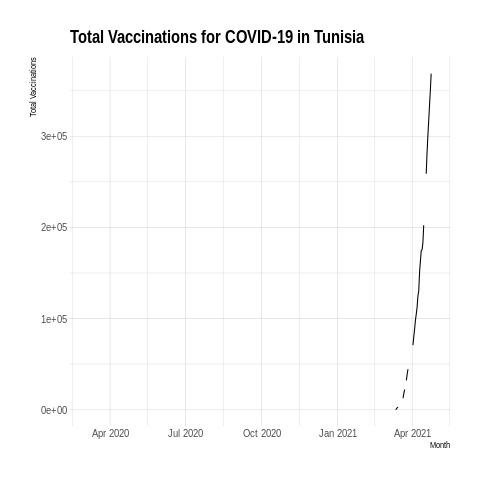 Total Vaccinations for COVID-19 in Tunisia
Total Vaccinations
3e+05
2e+05
1e+05
0e+00
Apr 2020 Jul 2020 Oct 2020 Jan 2021 Apr 2021
Month